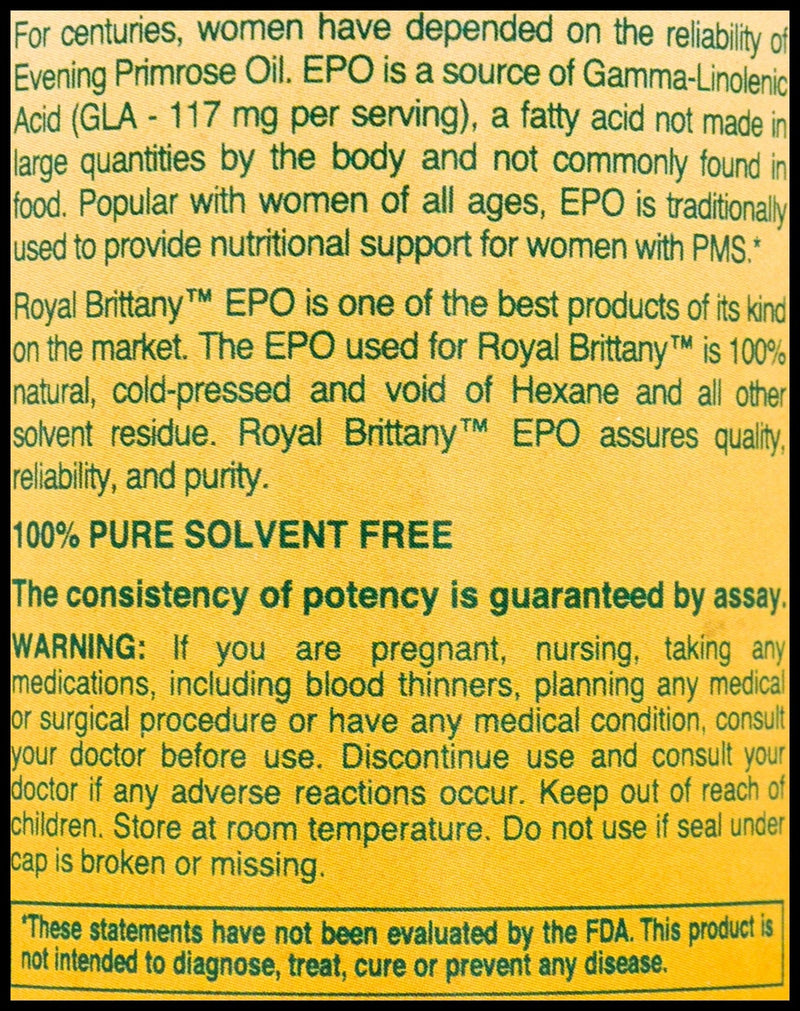 For centuries, women have depended on the reliability of
Evening Primrose Oil. EPO is a source of Gamma-Linolenic
Acid (GLA - 117 mg per serving), a fatty acid not made in
large quantities by the body and not commonly found in
food. Popular with women of all ages, EPO is traditionally
used to provide nutritional support for women with PMS.*
Royal Brittany™ EPO is one of the best products of its kind
on the market. The EPO used for Royal Brittany™ is 100%
natural, cold-pressed and void of Hexane and all other
solvent residue. Royal Brittany™ EPO assures quality,
reliability, and purity.
100% PURE SOLVENT FREE
The consistency of potency is guaranteed by assay.
WARNING: If you are pregnant, nursing, taking any
medications, including blood thinners, planning any medical
or surgical procedure or have any medical condition, consult
your doctor before use. Discontinue use and consult your
doctor if any adverse reactions occur. Keep out of reach of
children. Store at room temperature. Do not use if seal under
cap is broken or missing.
*These statements have not been evaluated by the FDA. This product is
not intended to diagnose, treat, cure or prevent any disease.